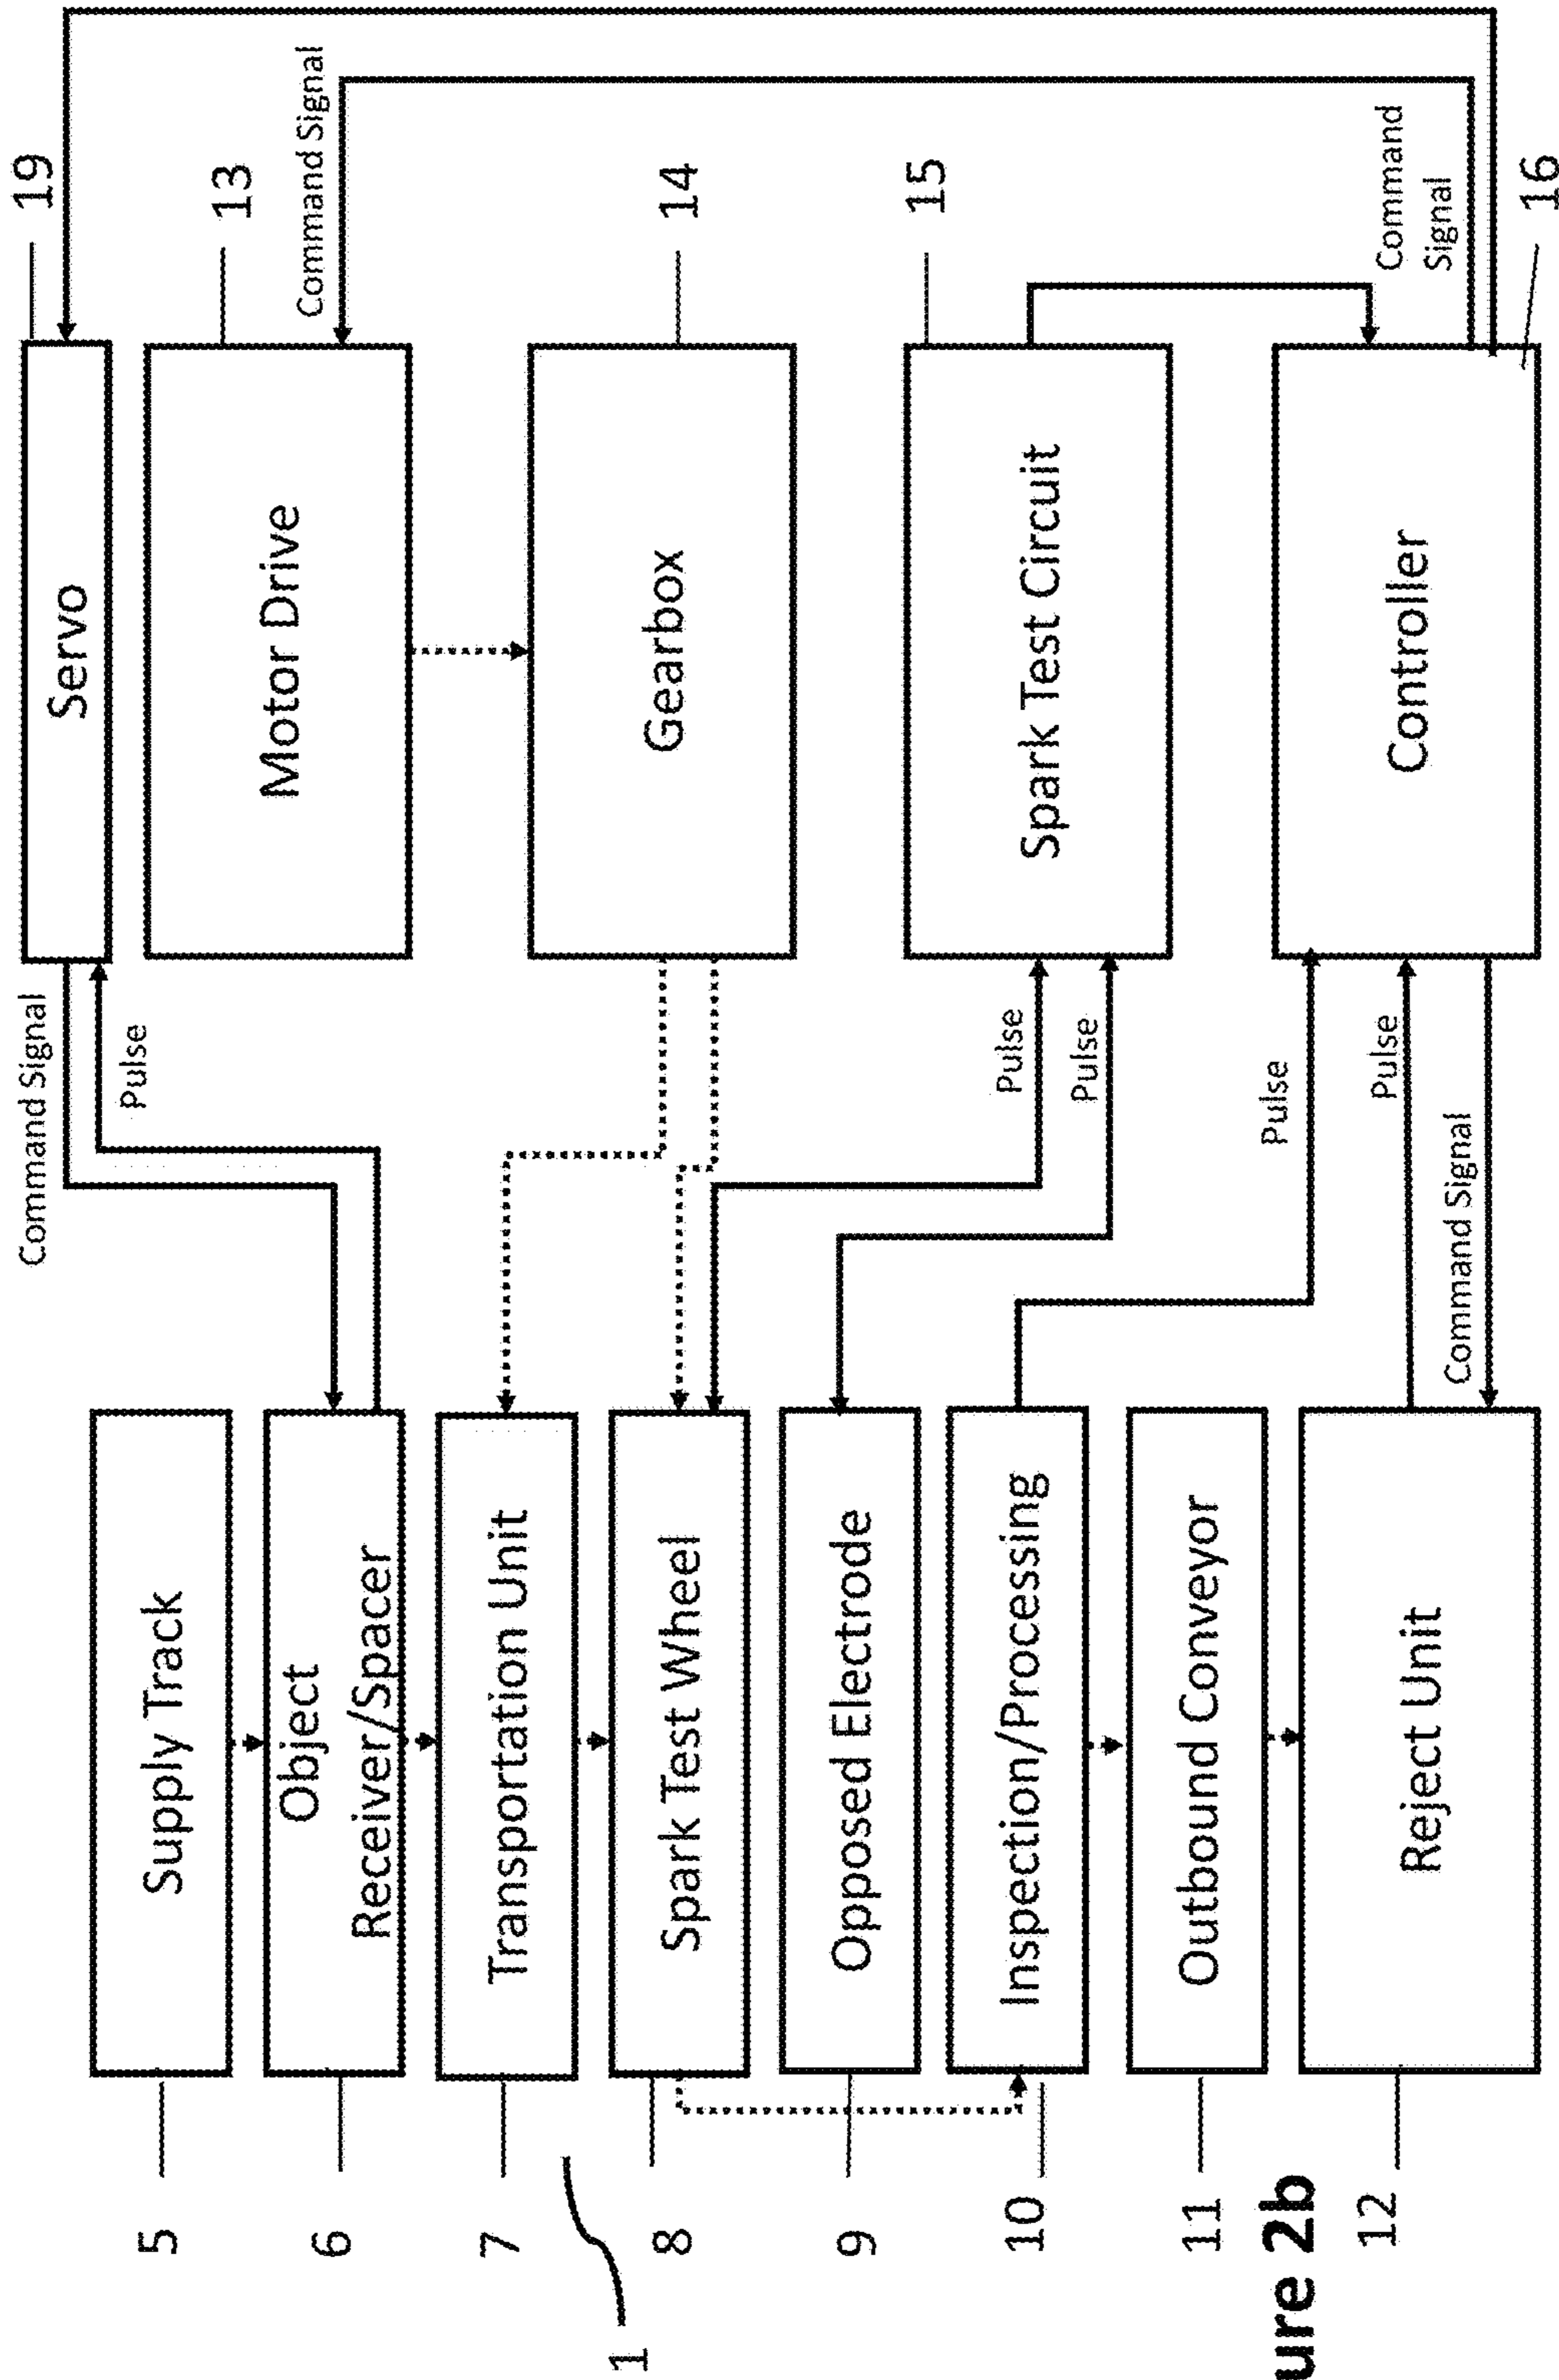 19
Servo
Command Signal
Pulse
13
Command Signal
Motor Drive
14
Gearbox
15
Spark Test Circuit
Pulse
Pulse
Command
Signal
16
Controller
Pulse
Pulse
Command Signal
5
Supply Track
6
Object
Receiver/Spacer
7
Transportation Unit
1
8
Spark Test Wheel
9
Opposed Electrode
10
Inspection/Processing
11
Outbound Conveyor
12
Reject Unit
ure 2b